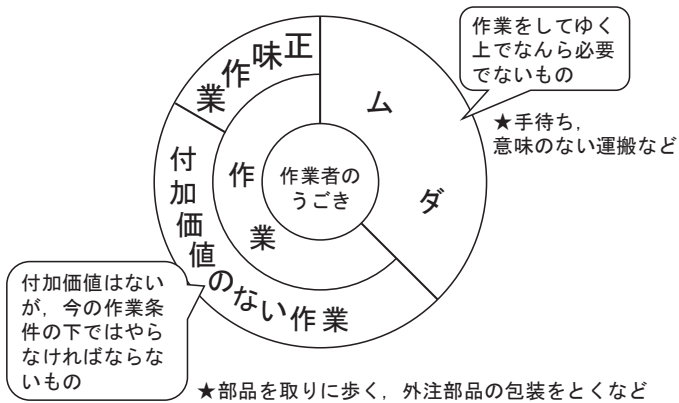 作業をしてゆく
上でなんら必要
でないもの
★手待ち，
意味のない運搬など
正味作業
ムダ
作業
作業者の
うごき
付加価値のない作業
付加価値はない
が，今の作業条
件の下ではやら
なければならな
いもの
★部品を取りに歩く，外注部品の包装をとくなど